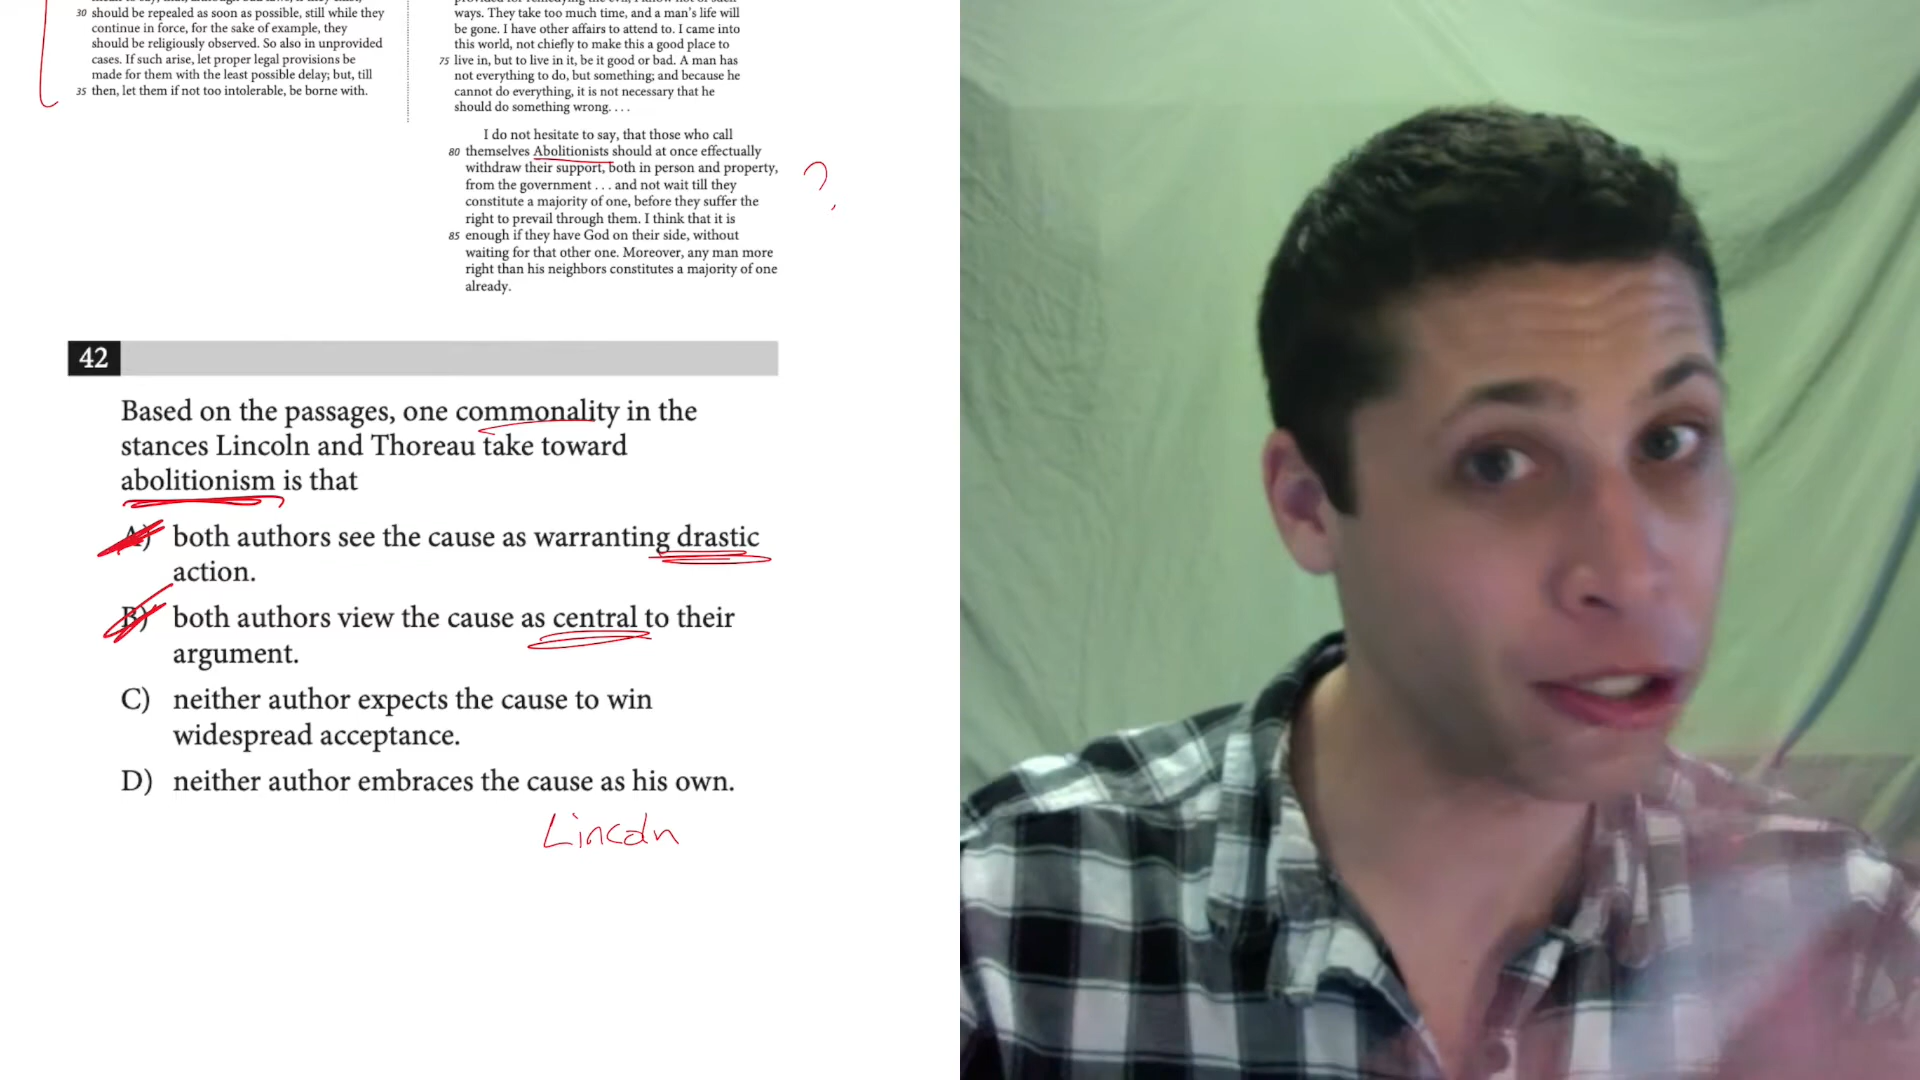 30 should be repealed as soon as possible, still while they
continue in force, for the sake of example, they
should be religiously observed. So also in unprovided
cases. If such arise, let proper legal provisions be
made for them with the least possible delay; but, till
35 then, let them if not too intolerable, be borne with.
ways. They take too much time, and a man's life will
be gone. I have other affairs to attend to. I came into
this world, not chiefly to make this a good place to
75 live in, but to live in it, be it good or bad. A man has
not everything to do, but something; and because he
cannot do everything, it is not necessary that he
should do something wrong. . . .
I do not hesitate to say, that those who call
80 themselves Abolitionists should at once effectually
withdraw their support, both in person and property,
from the government . . . and not wait till they
constitute a majority of one, before they suffer the
right to prevail through them. I think that it is
85 enough if they have God on their side, without
waiting for that other one. Moreover, any man more
right than his neighbors constitutes a majority of one
already.
?
42
Based on the passages, one commonality in the
stances Lincoln and Thoreau take toward
abolitionism is that
A) both authors see the cause as warranting drastic
action.
B) both authors view the cause as central to their
argument.
C) neither author expects the cause to win
widespread acceptance.
D) neither author embraces the cause as his own.
Lincoln